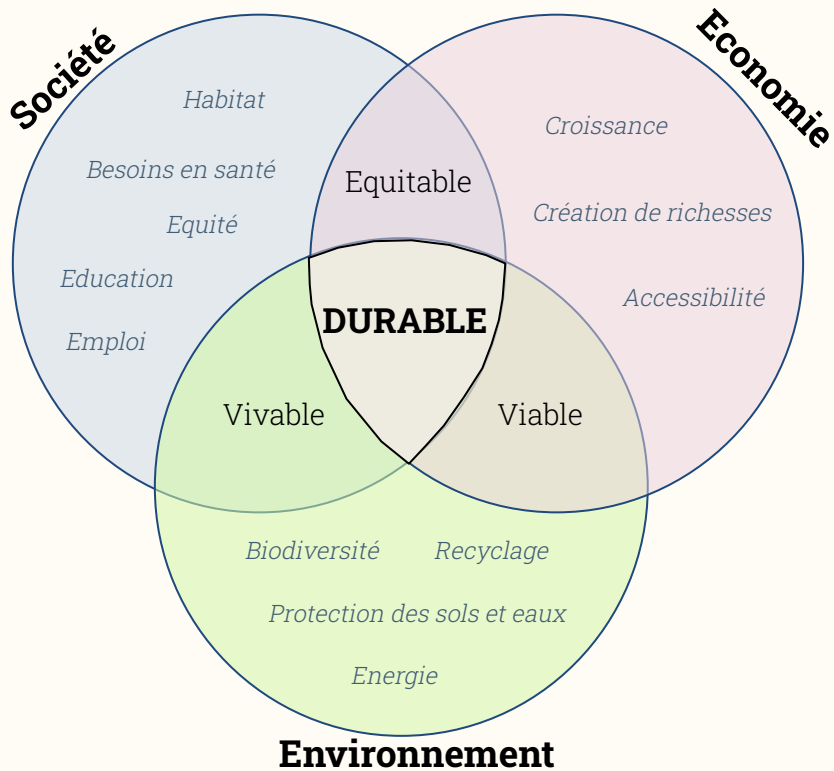 Société
Economie
Habitat
Croissance
Besoins en santé
Equitable
Création de richesses
Equité
Education
Accessibilité
DURABLE
Emploi
Vivable
Viable
Biodiversité
Recyclage
Protection des sols et eaux
Energie
Environnement